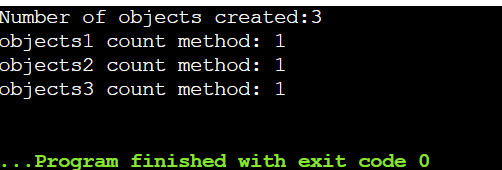 Number of objects created:3
objects1 count method: 1
objects2 count method: 1
objects3 count method: 1
...Program finished with exit code 0